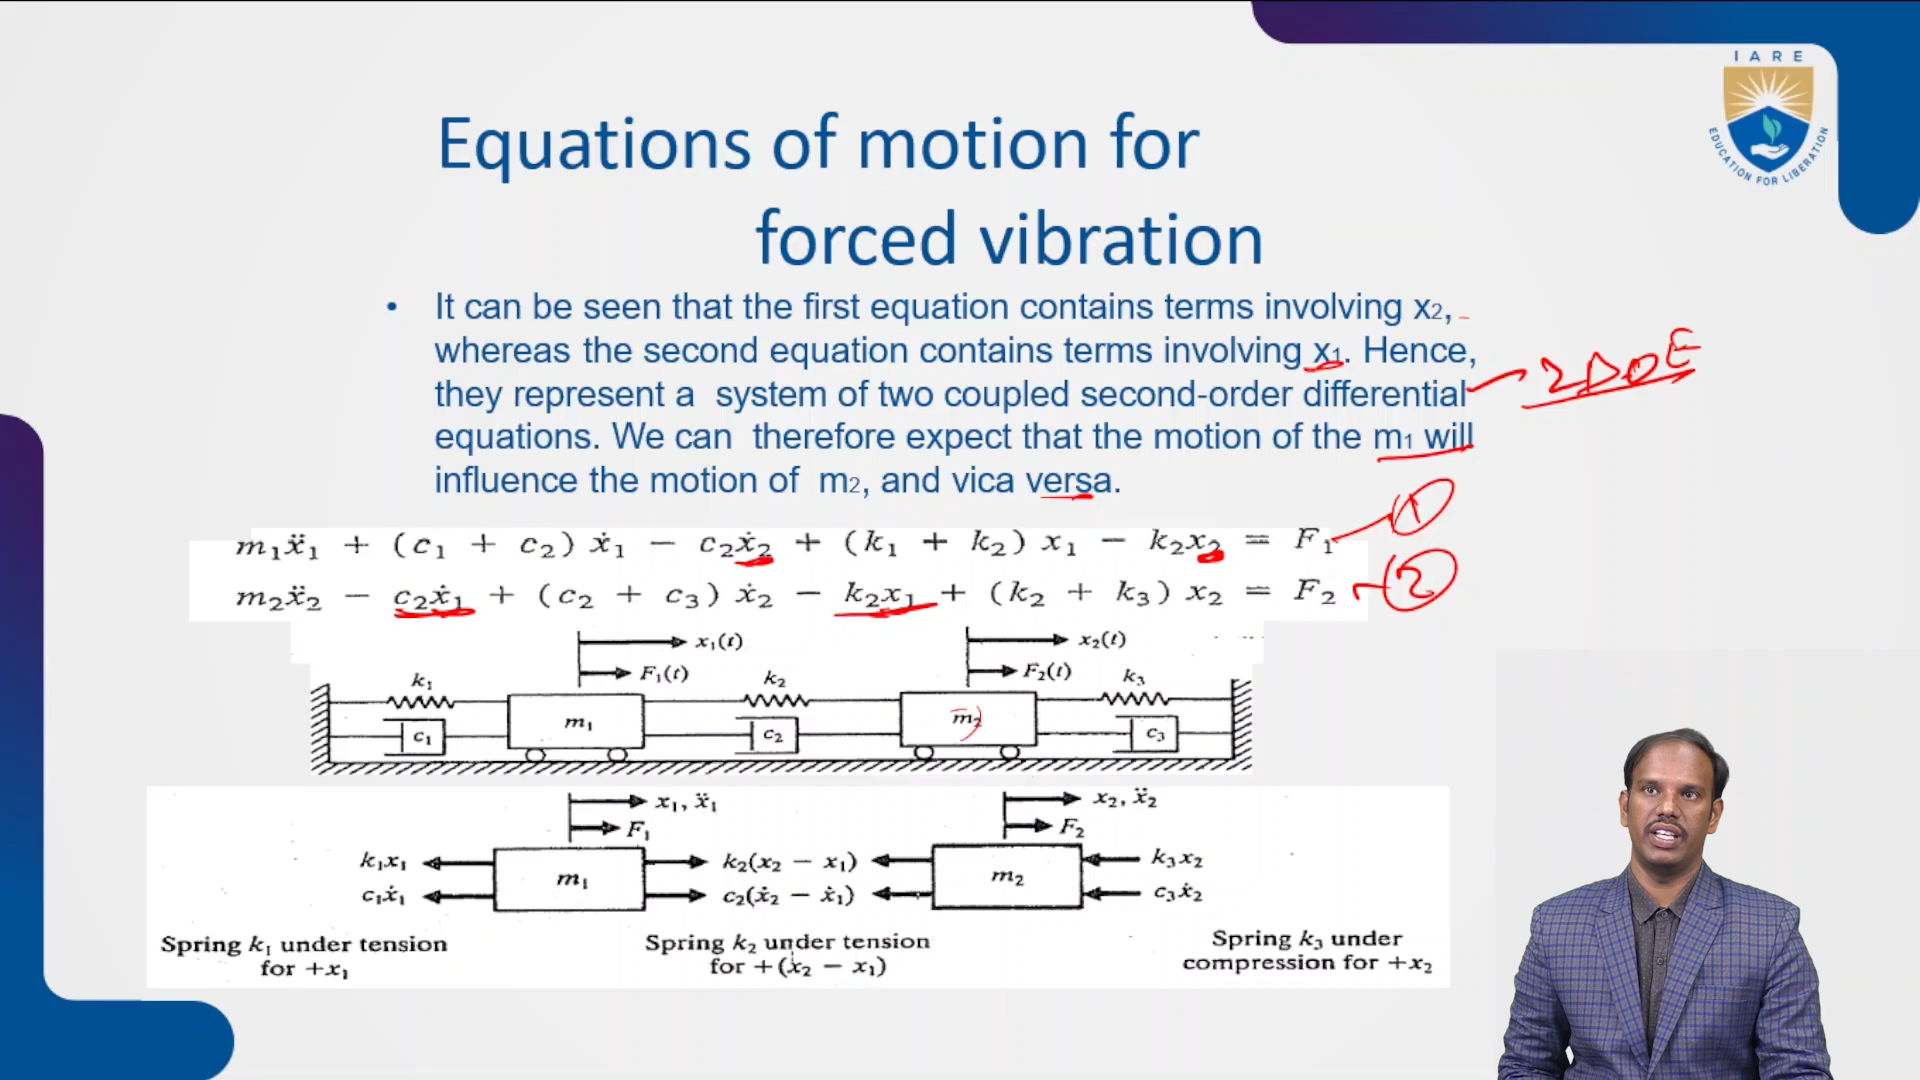 IARE
EDUCATION FOR LIBERATION
Equations of motion for
forced vibration
• It can be seen that the first equation contains terms involving x₂,
whereas the second equation contains terms involving x₁. Hence,
they represent a system of two coupled second-order differential
equations. We can therefore expect that the motion of the m₁ will
influence the motion of m₂, and vica versa.
m₁ẍ₁ + (c₁ + c₂) ẋ₁ − c₂ẋ₂ + (k₁ + k₂) x₁ − k₂x₂ = F₁
①
m₂ẍ₂ − c₂ẋ₁ + (c₂ + c₃) ẋ₂ − k₂x₁ + (k₂ + k₃) x₂ = F₂
②
x₁(t) x₂(t)
F₁(t) F₂(t)
k₁ k₂ k₃
m₁ m₂
c₁ c₂ c₃
x₁, ẍ₁ x₂, ẍ₂
F₁ F₂
k₁x₁ k₂(x₂ − x₁) k₃x₂
m₁ m₂
c₁ẋ₁ c₂(ẋ₂ − ẋ₁) c₃ẋ₂
Spring k₁ under tension
for +x₁
Spring k₂ under tension
for +(x₂ − x₁)
Spring k₃ under
compression for +x₂